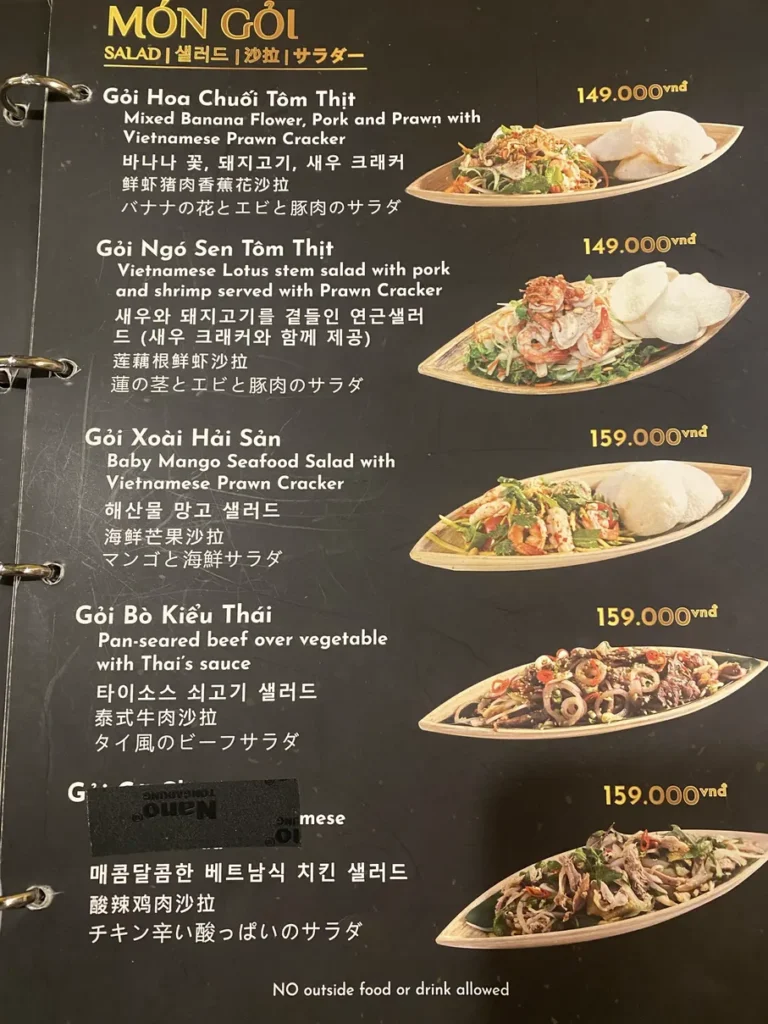 MÓN GỎI
SALAD | 샐러드 | 沙拉 | サラダー
Gỏi Hoa Chuối Tôm Thịt
149.000vnđ
Mixed Banana Flower, Pork and Prawn with
Vietnamese Prawn Cracker
바나나 꽃, 돼지고기, 새우 크래커
鲜虾猪肉香蕉花沙拉
バナナの花とエビと豚肉のサラダ
Gỏi Ngó Sen Tôm Thịt
149.000vnđ
Vietnamese Lotus stem salad with pork
and shrimp served with Prawn Cracker
새우와 돼지고기를 곁들인 연근샐러
드 (새우 크래커와 함께 제공)
莲藕根鲜虾沙拉
蓮の茎とエビと豚肉のサラダ
Gỏi Xoài Hải Sản
159.000vnđ
Baby Mango Seafood Salad with
Vietnamese Prawn Cracker
해산물 망고 샐러드
海鲜芒果沙拉
マンゴと海鮮サラダ
Gỏi Bò Kiểu Thái
159.000vnđ
Pan-seared beef over vegetable
with Thai's sauce
타이소스 쇠고기 샐러드
泰式牛肉沙拉
タイ風のビーフサラダ
159.000vnđ
TONGARUNG
Nano
mese
매콤달콤한 베트남식 치킨 샐러드
酸辣鸡肉沙拉
チキン辛い酸っぱいのサラダ
NO outside food or drink allowed